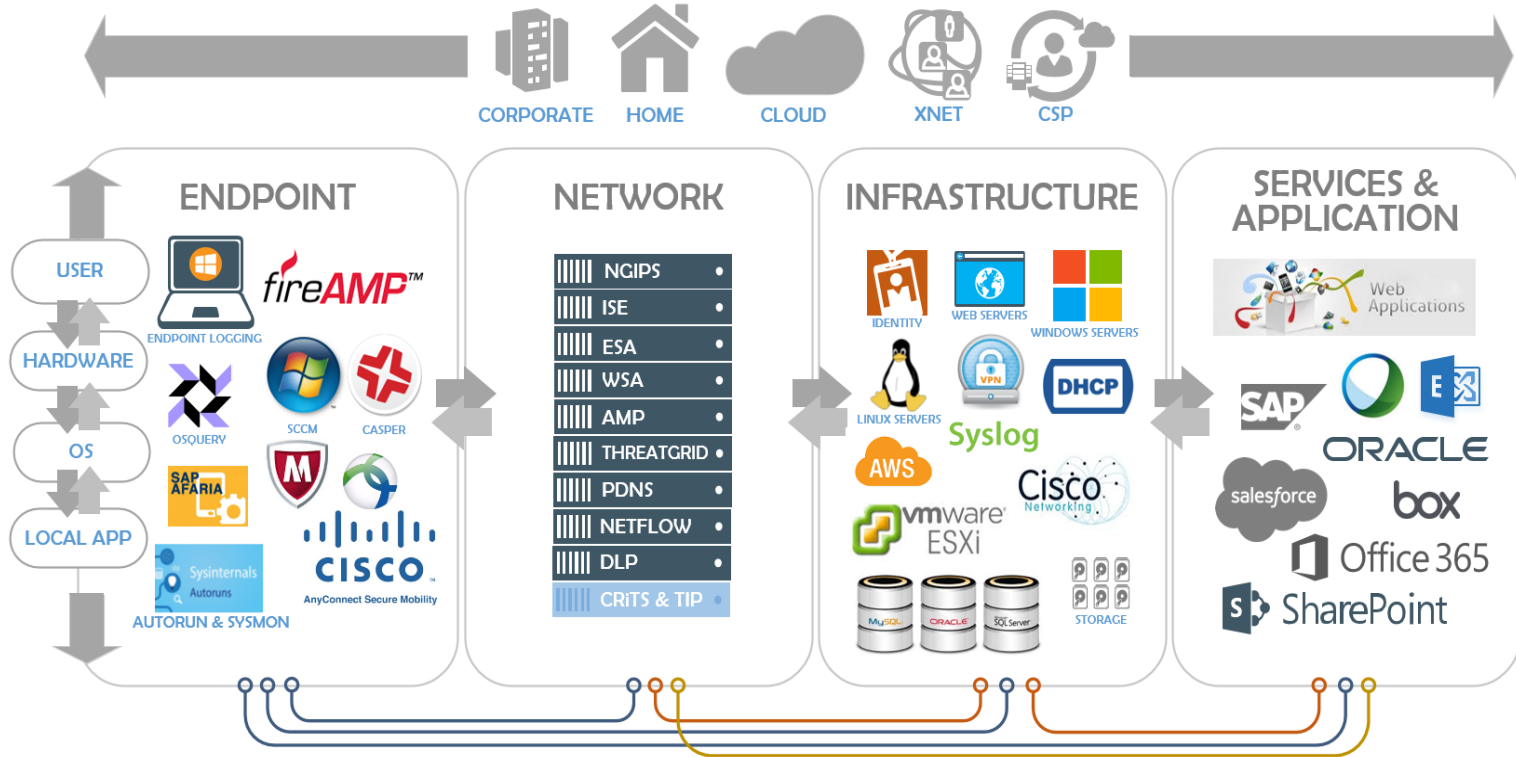 CORPORATE
HOME
CLOUD
XNET
CSP
ENDPOINT
USER
HARDWARE
OS
LOCAL APP
ENDPOINT LOGGING
fireAMP™
OSQUERY
SCCM
CASPER
SAP
AFARIA
M
Sysinternals
Autoruns
AUTORUN & SYSMON
CISCO™
AnyConnect Secure Mobility
NETWORK
NGIPS
ISE
ESA
WSA
AMP
THREATGRID
PDNS
NETFLOW
DLP
CRiTS & TIP
INFRASTRUCTURE
IDENTITY
WEB SERVERS
WINDOWS SERVERS
LINUX SERVERS
VPN
DHCP
Syslog
AWS
Cisco
Networking
vmware®
ESXi
MySQL
ORACLE
SQL Server
STORAGE
SERVICES &
APPLICATION
Web
Applications
SAP®
E
ORACLE
salesforce
box
Office 365
S
SharePoint